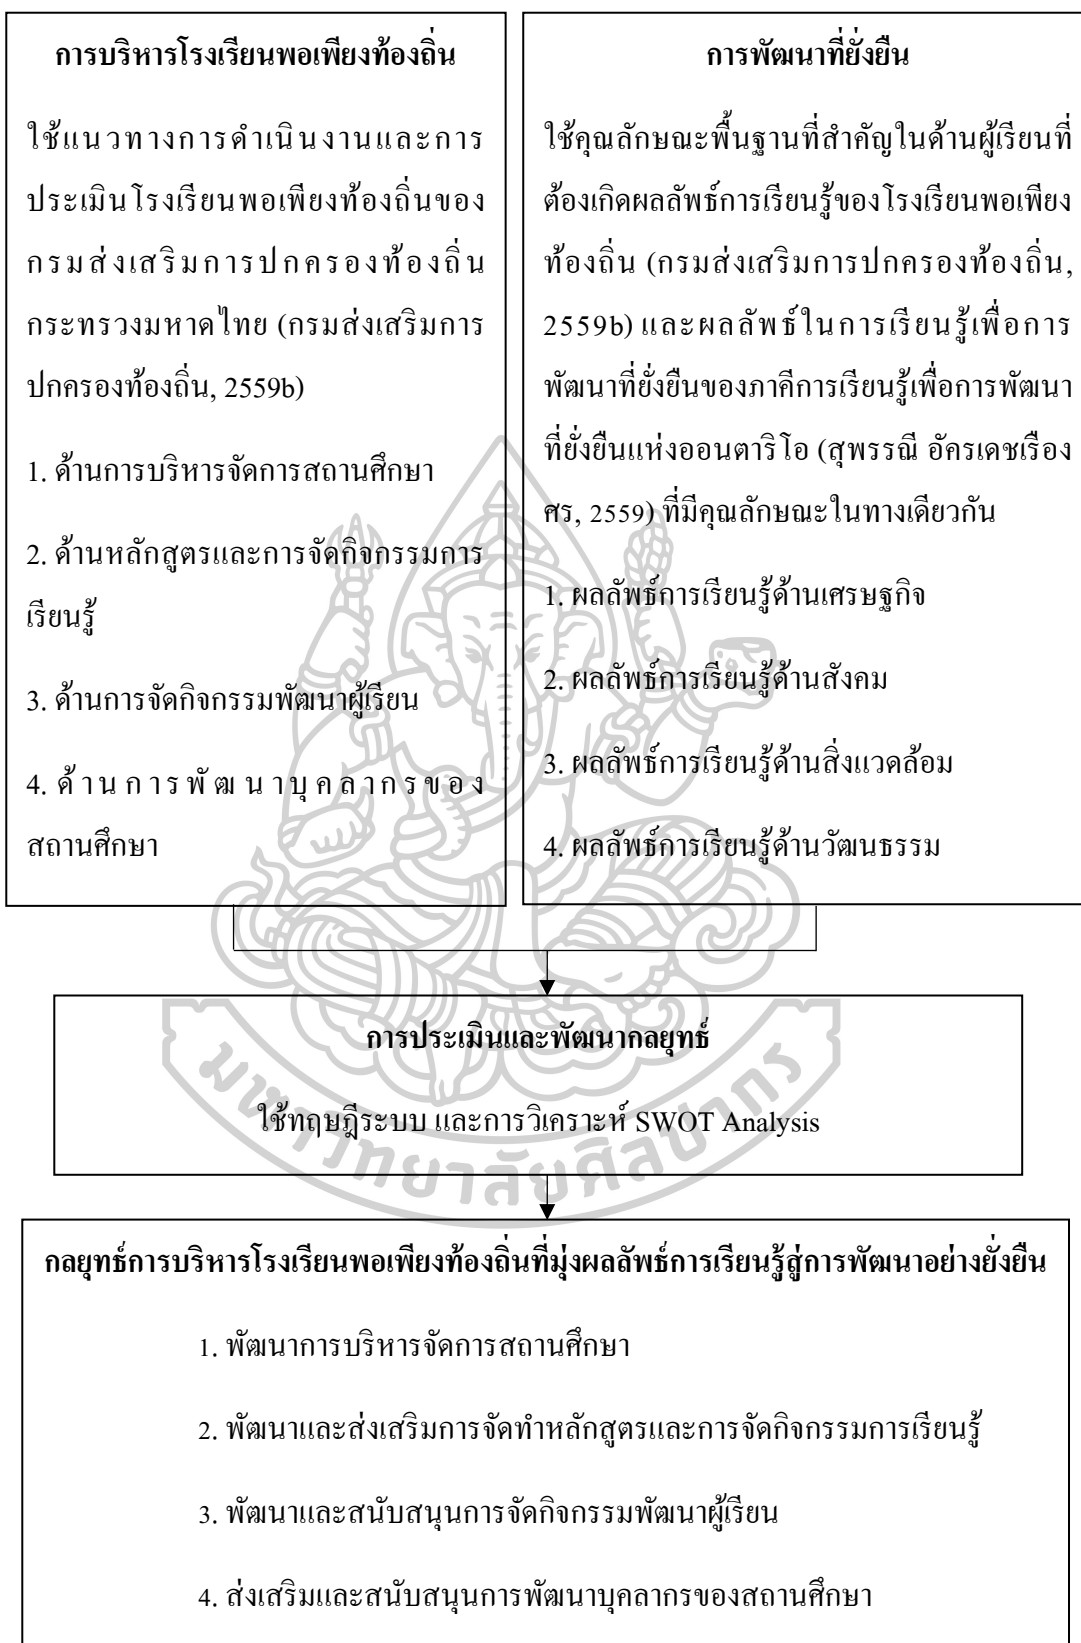 การบริหารโรงเรียนพอเพียงท้องถิ่น
ใช้แนวทางการดำเนินงานและการ
ประเมินโรงเรียนพอเพียงท้องถิ่นของ
กรมส่งเสริมการปกครองท้องถิ่น
กระทรวงมหาดไทย (กรมส่งเสริมการ
ปกครองท้องถิ่น, 2559b)
1. ด้านการบริหารจัดการสถานศึกษา
2. ด้านหลักสูตรและการจัดกิจกรรมการ
เรียนรู้
3. ด้านการจัดกิจกรรมพัฒนาผู้เรียน
4. ด้านการพัฒนาบุคลากรของ
สถานศึกษา
การพัฒนาที่ยั่งยืน
ใช้คุณลักษณะพื้นฐานที่สำคัญในด้านผู้เรียนที่
ต้องเกิดผลลัพธ์การเรียนรู้ของโรงเรียนพอเพียง
ท้องถิ่น (กรมส่งเสริมการปกครองท้องถิ่น,
2559b) และผลลัพธ์ในการเรียนรู้เพื่อการ
พัฒนาที่ยั่งยืนของภาคีการเรียนรู้เพื่อการพัฒนา
ที่ยั่งยืนแห่งออนตาริโอ (สุพรรณี อัครเดชเรือง
ศร, 2559) ที่มีคุณลักษณะในทางเดียวกัน
1. ผลลัพธ์การเรียนรู้ด้านเศรษฐกิจ
2. ผลลัพธ์การเรียนรู้ด้านสังคม
3. ผลลัพธ์การเรียนรู้ด้านสิ่งแวดล้อม
4. ผลลัพธ์การเรียนรู้ด้านวัฒนธรรม
การประเมินและพัฒนากลยุทธ์
ใช้ทฤษฎีระบบ และการวิเคราะห์ SWOT Analysis
มหาวิทยาลัยศิลปากร
กลยุทธ์การบริหารโรงเรียนพอเพียงท้องถิ่นที่มุ่งผลลัพธ์การเรียนรู้สู่การพัฒนาอย่างยั่งยืน
1. พัฒนาการบริหารจัดการสถานศึกษา
2. พัฒนาและส่งเสริมการจัดทำหลักสูตรและการจัดกิจกรรมการเรียนรู้
3. พัฒนาและสนับสนุนการจัดกิจกรรมพัฒนาผู้เรียน
4. ส่งเสริมและสนับสนุนการพัฒนาบุคลากรของสถานศึกษา